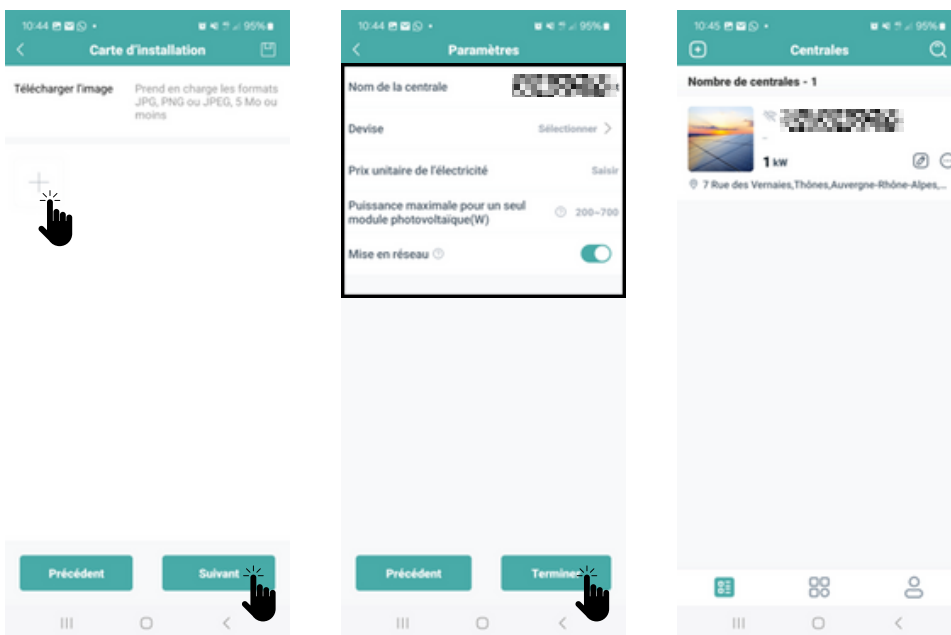 10:44
95%
Carte d'installation
Télécharger l'image
Prend en charge les formats
JPG, PNG ou JPEG, 5 Mo ou
moins
Précédent
Suivant
10:44
95%
Paramètres
Nom de la centrale
Devise
Sélectionner
Prix unitaire de l'électricité
Saisir
Puissance maximale pour un seul
module photovoltaïque(W)
200~700
Mise en réseau
Précédent
Terminer
10:45
95%
Centrales
Nombre de centrales - 1
-
1 kW
7 Rue des Vernaies,Thônes,Auvergne-Rhône-Alpes,...